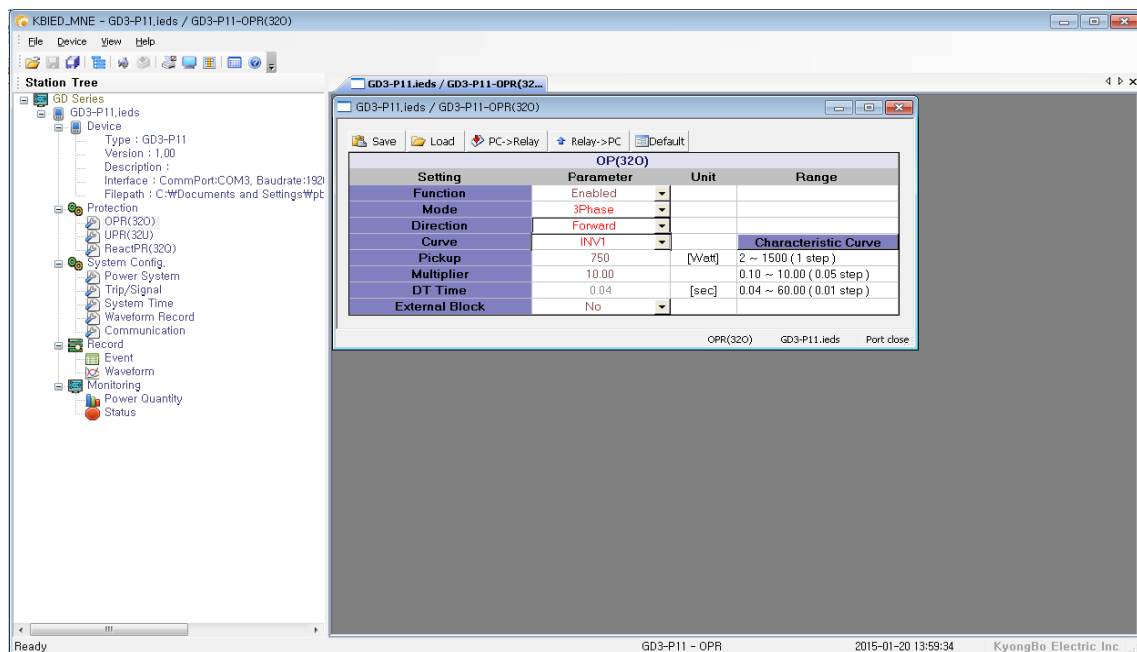 KBIED_MNE - GD3-P11.ieds / GD3-P11-OPR(32O)
File Device View Help
Station Tree
GD Series
GD3-P11.ieds
Device
Type : GD3-P11
Version : 1.00
Description :
Interface : CommPort:COM3, Baudrate:192
Filepath : C:₩Documents and Settings₩pb
Protection
OPR(32O)
UPR(32U)
ReactPR(32Q)
System Config.
Power System
Trip/Signal
System Time
Waveform Record
Communication
Record
Event
Waveform
Monitoring
Power Quantity
Status
GD3-P11.ieds / GD3-P11-OPR(32...
GD3-P11.ieds / GD3-P11-OPR(32O)
Save Load PC->Relay Relay->PC Default
OP(32O)
Setting Parameter Unit Range
Function Enabled
Mode 3Phase
Direction Forward
Curve INV1 Characteristic Curve
Pickup 750 [Watt] 2 ~ 1500 ( 1 step )
Multiplier 10.00 0.10 ~ 10.00 ( 0.05 step )
DT Time 0.04 [sec] 0.04 ~ 60.00 ( 0.01 step )
External Block No
OPR(32O) GD3-P11.ieds Port close
Ready GD3-P11 - OPR 2015-01-20 13:59:34 KyongBo Electric Inc